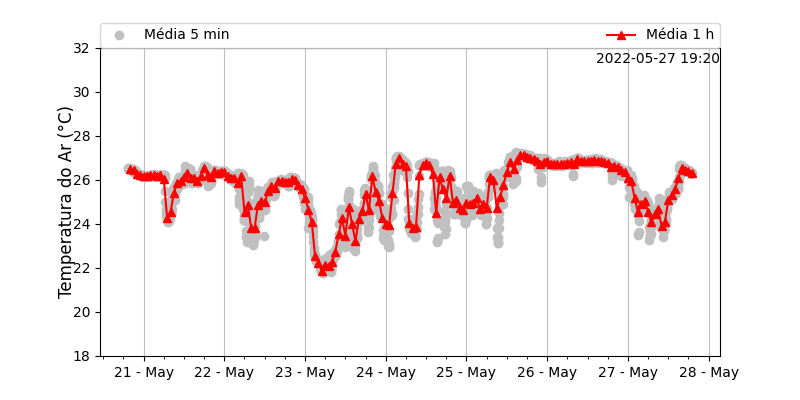 Média 5 min
Média 1 h
2022-05-27 19:20
Temperatura do Ar (°C)
32
30
28
26
24
22
20
18
21 - May
22 - May
23 - May
24 - May
25 - May
26 - May
27 - May
28 - May